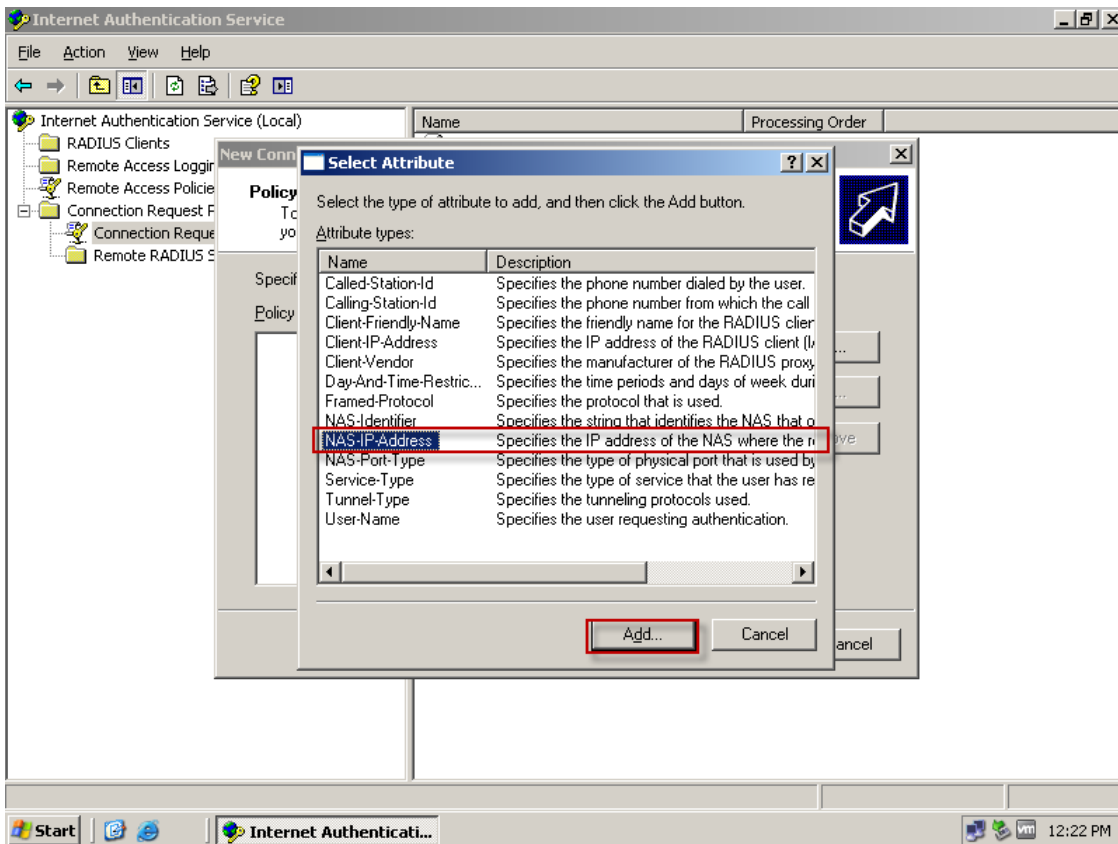 Internet Authentication Service
File Action View Help
Internet Authentication Service (Local)
RADIUS Clients
Remote Access Loggin
Remote Access Policie
Connection Request P
Connection Reque
Remote RADIUS S
Name Processing Order
New Conn
Policy
To
yo
Specif
Policy
...
...
ove
ancel
Select Attribute
Select the type of attribute to add, and then click the Add button.
Attribute types:
Name Description
Called-Station-Id Specifies the phone number dialed by the user.
Calling-Station-Id Specifies the phone number from which the call
Client-Friendly-Name Specifies the friendly name for the RADIUS clien
Client-IP-Address Specifies the IP address of the RADIUS client (IA
Client-Vendor Specifies the manufacturer of the RADIUS proxy
Day-And-Time-Restric... Specifies the time periods and days of week duri
Framed-Protocol Specifies the protocol that is used.
NAS-Identifier Specifies the string that identifies the NAS that o
NAS-IP-Address Specifies the IP address of the NAS where the r
NAS-Port-Type Specifies the type of physical port that is used by
Service-Type Specifies the type of service that the user has re
Tunnel-Type Specifies the tunneling protocols used.
User-Name Specifies the user requesting authentication.
Add... Cancel
Start Internet Authenticati... vm 12:22 PM